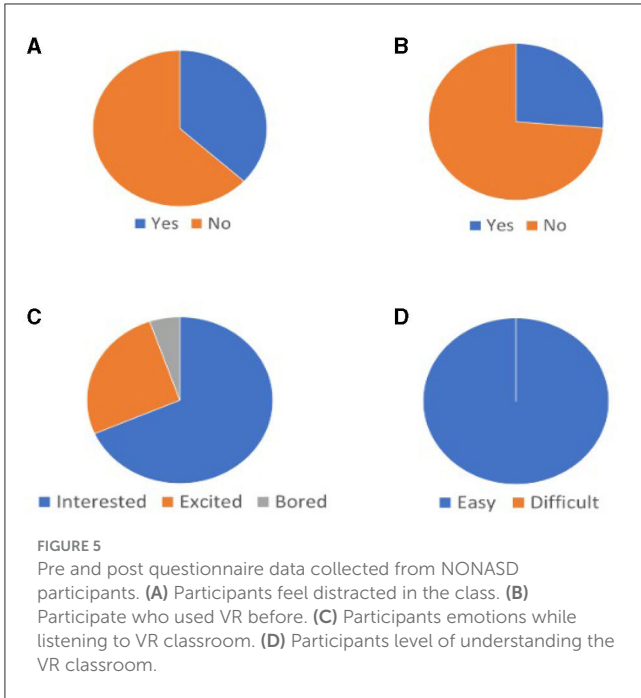 A
B
Yes No
Yes No
C
D
Interested Excited Bored
Easy Difficult
FIGURE 5
Pre and post questionnaire data collected from NONASD
participants. (A) Participants feel distracted in the class. (B)
Participate who used VR before. (C) Participants emotions while
listening to VR classroom. (D) Participants level of understanding the
VR classroom.